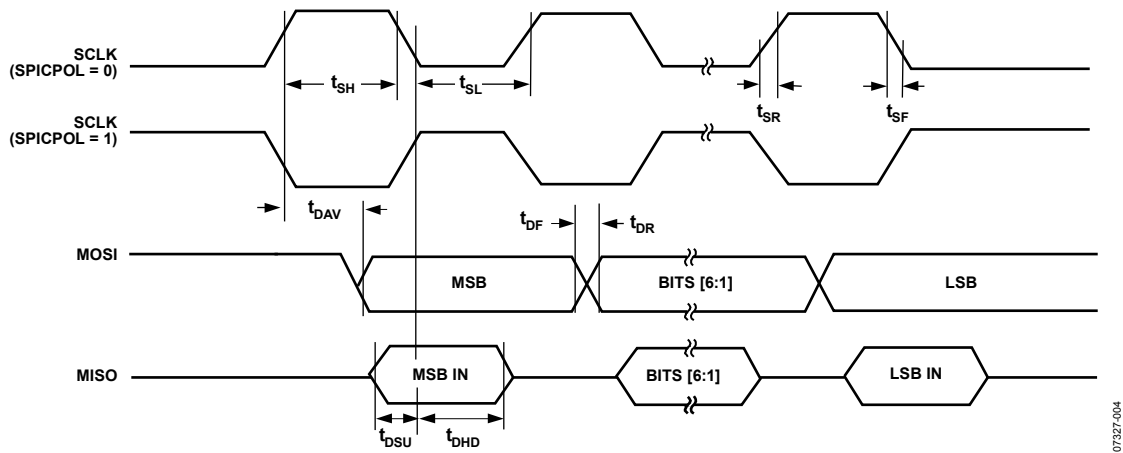 SCLK
(SPICPOL = 0)
tSH
tSL
tSR
tSF
SCLK
(SPICPOL = 1)
tDAV
tDF
tDR
MOSI
MSB
BITS [6:1]
LSB
MISO
MSB IN
BITS [6:1]
LSB IN
tDSU
tDHD
07327-004